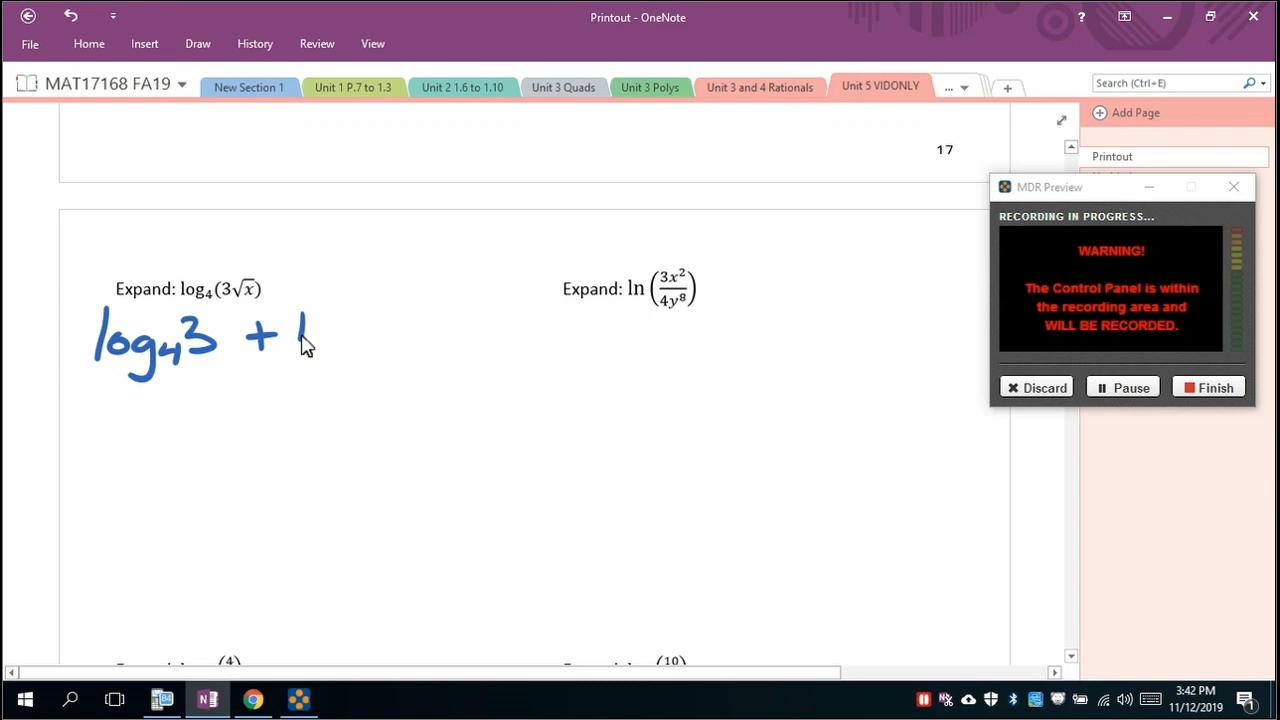 Printout - OneNote
?
File Home Insert Draw History Review View
MAT17168 FA19 New Section 1 Unit 1 P.7 to 1.3 Unit 2 1.6 to 1.10 Unit 3 Quads Unit 3 Polys Unit 3 and 4 Rationals Unit 5 VIDONLY ... + Search (Ctrl+E)
Add Page
17
Printout
MDR Preview
RECORDING IN PROGRESS...
WARNING!
The Control Panel is within
the recording area and
WILL BE RECORDED.
Discard Pause Finish
Expand: log₄(3√x)
Expand: ln (3x²/4y⁸)
log₄3 + l
3:42 PM
11/12/2019
1